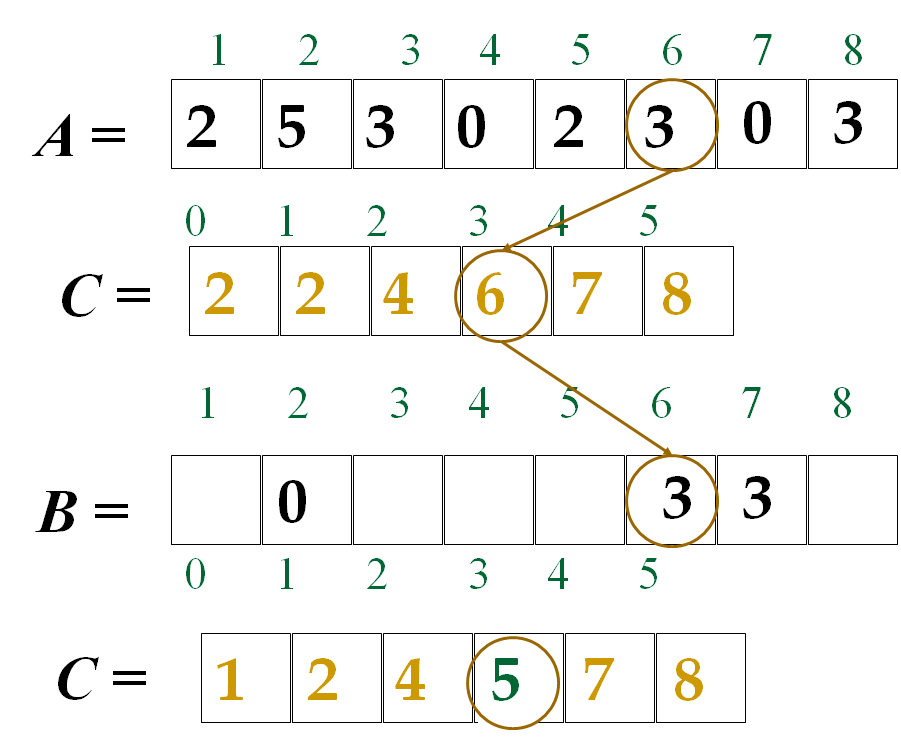 1 2 3 4 5 6 7 8
A = 2 5 3 0 2 3 0 3
0 1 2 3 4 5
C = 2 2 4 6 7 8
1 2 3 4 5 6 7 8
B = 0 3 3
0 1 2 3 4 5
C = 1 2 4 5 7 8